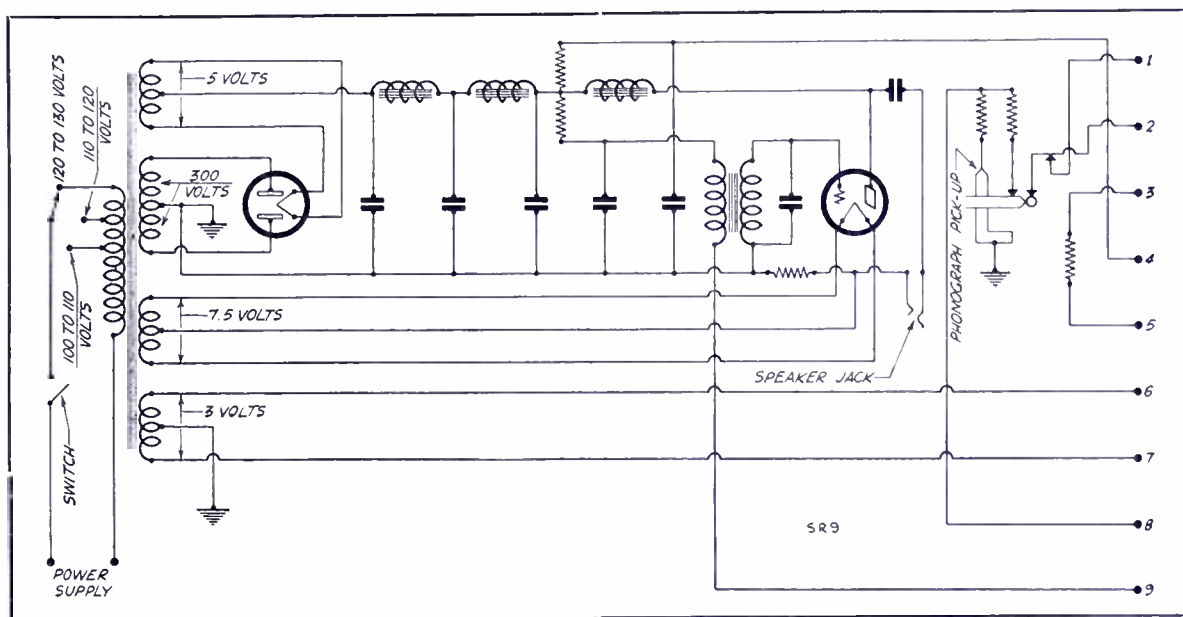 120 TO 130 VOLTS
110 TO 120
VOLTS
100 TO 110
VOLTS
SWITCH
POWER
SUPPLY
5 VOLTS
300
VOLTS
7.5 VOLTS
3 VOLTS
SPEAKER JACK
PHONOGRAPH PICK-UP
SR9
1
2
3
4
5
6
7
8
9